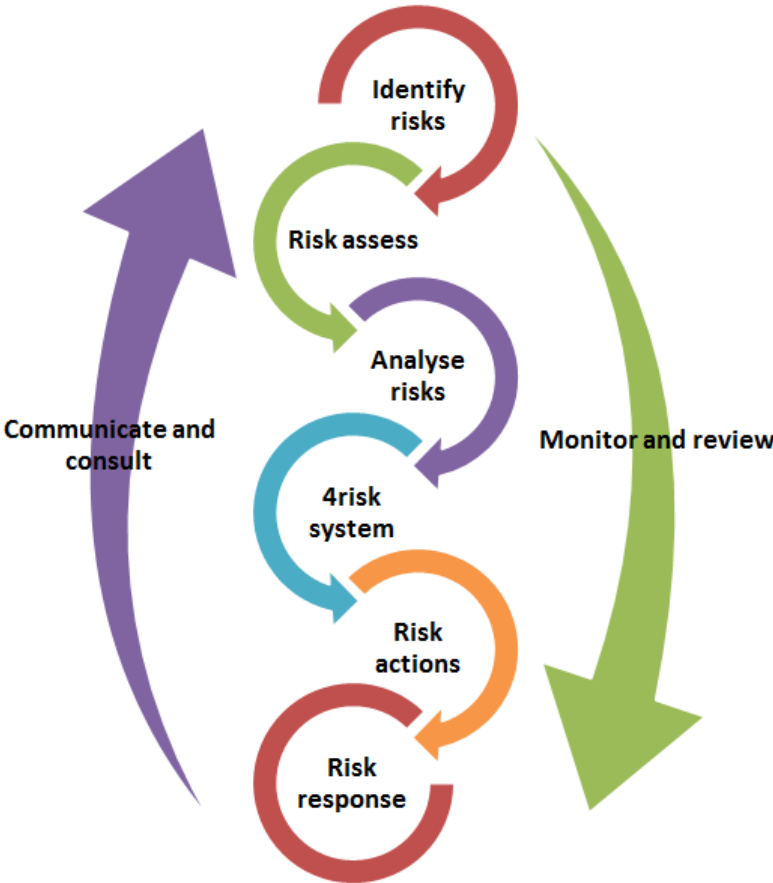 Identify
risks
Risk assess
Analyse
risks
Communicate and
consult
Monitor and review
4risk
system
Risk
actions
Risk
response